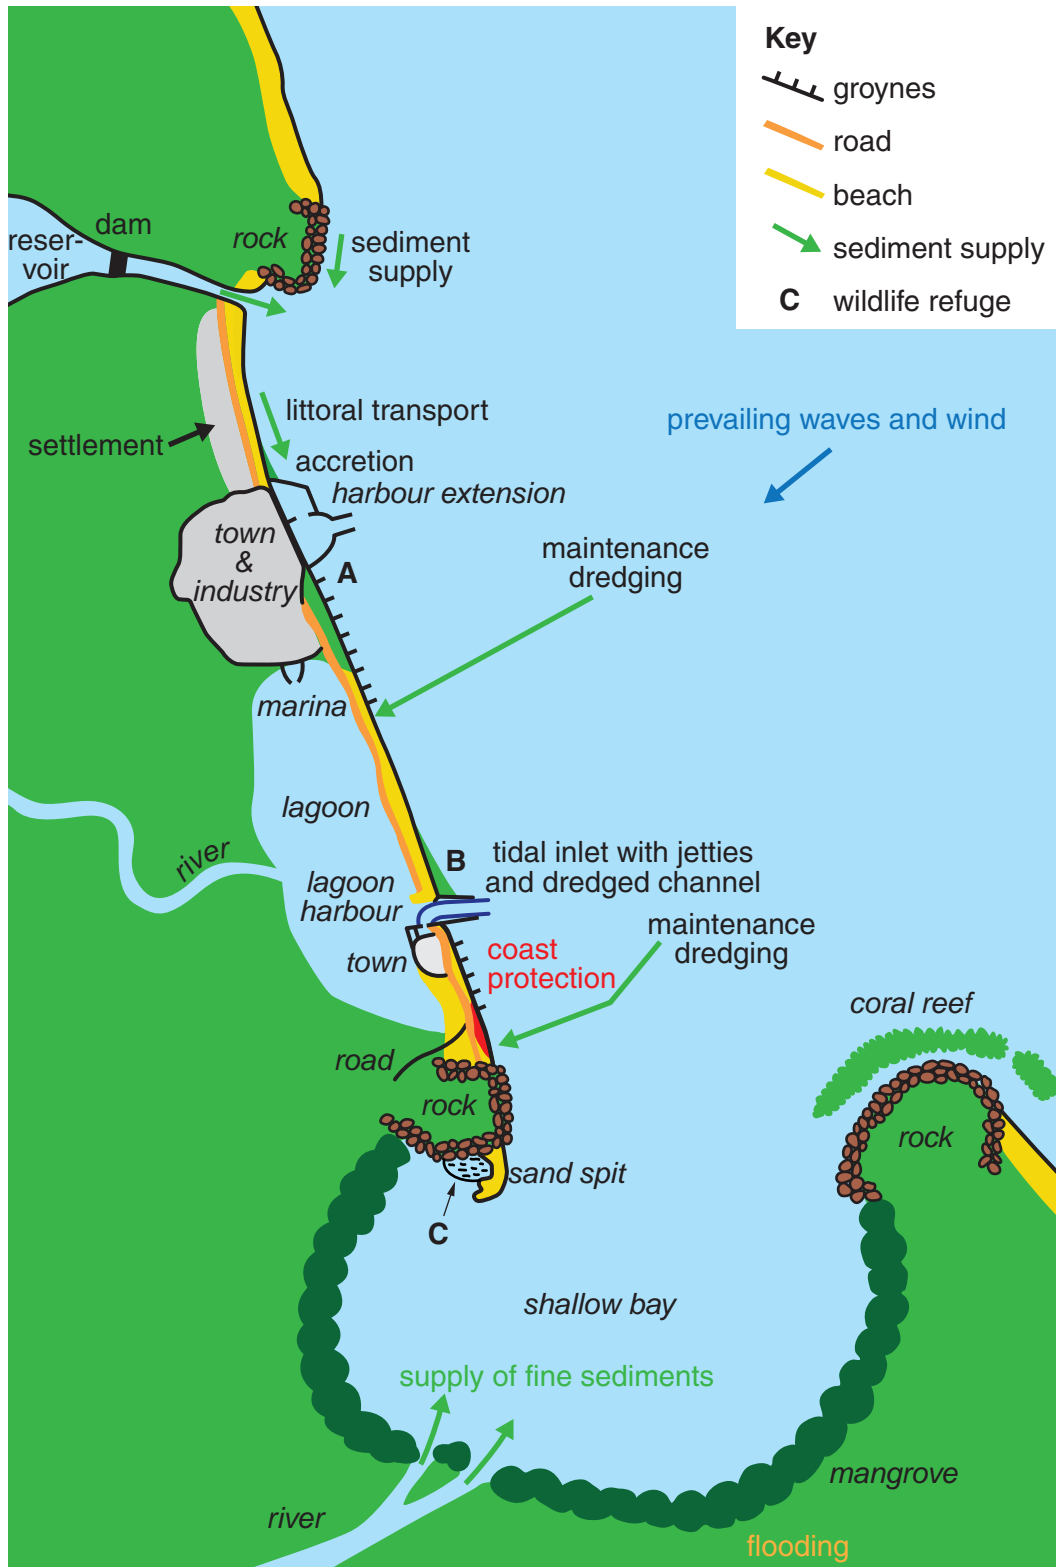 Key
groynes
road
beach
sediment supply
C wildlife refuge
dam
reser-
voir
rock
sediment
supply
littoral transport
prevailing waves and wind
settlement
accretion
harbour extension
town
&
industry
A
maintenance
dredging
marina
lagoon
river
B
tidal inlet with jetties
and dredged channel
lagoon
harbour
maintenance
dredging
town
coast
protection
coral reef
road
rock
rock
sand spit
C
shallow bay
supply of fine sediments
mangrove
river
flooding